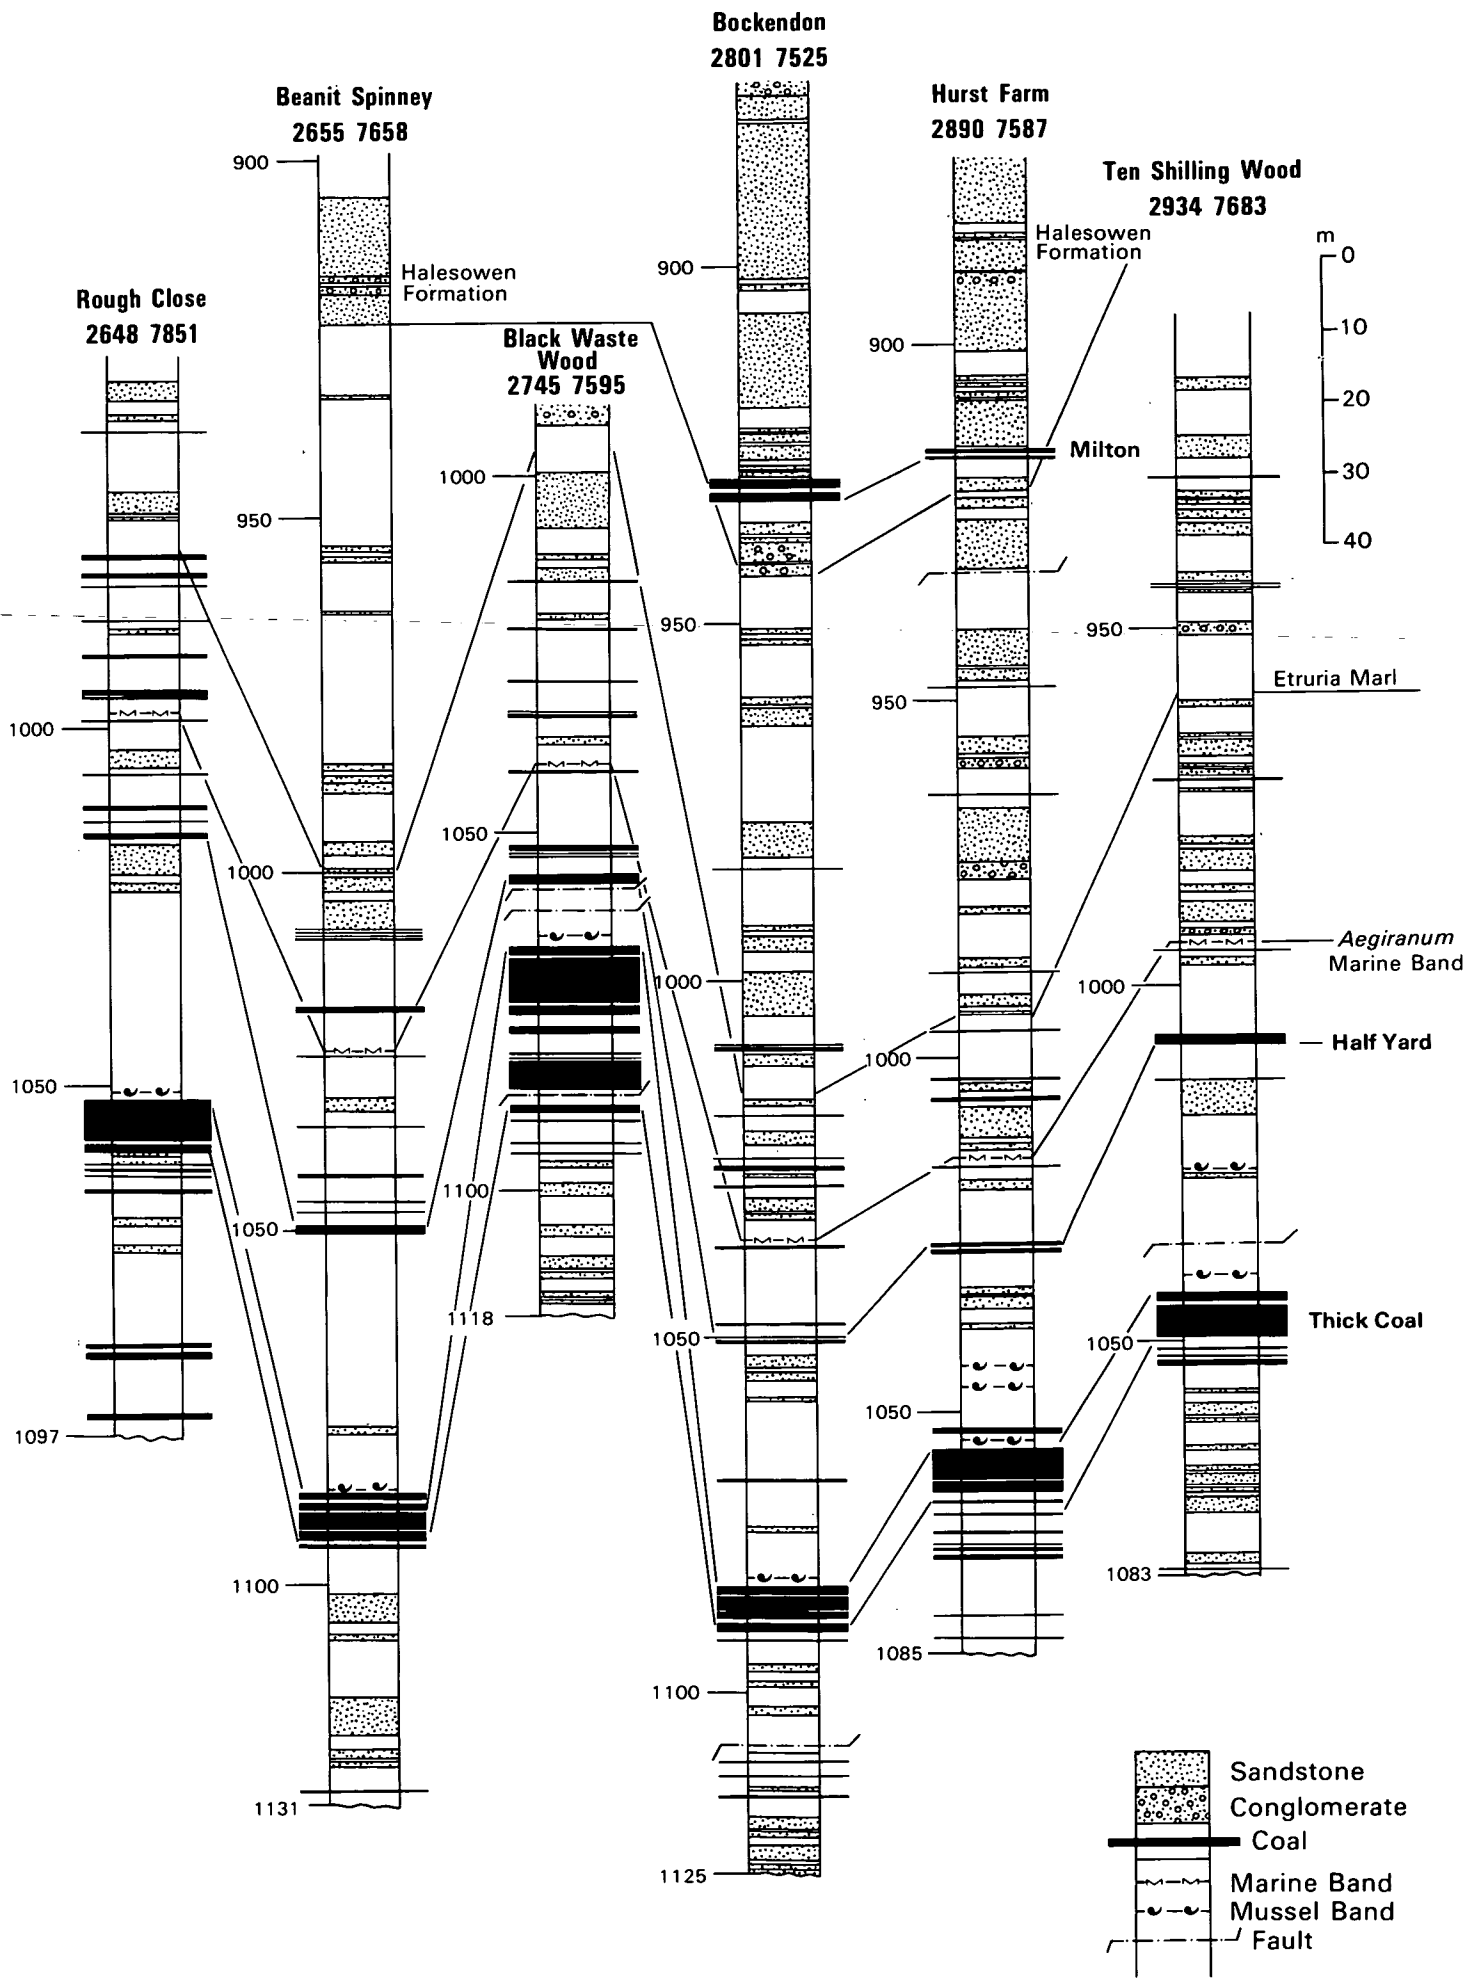 Bockendon
2801 7525
Beanit Spinney
2655 7658
Hurst Farm
2890 7587
Ten Shilling Wood
2934 7683
Rough Close
2648 7851
Black Waste
Wood
2745 7595
Halesowen
Formation
Halesowen
Formation
m
0
10
20
30
40
Milton
Etruria Marl
Aegiranum
Marine Band
Half Yard
Thick Coal
1000
1050
1097
900
950
1000
1050
1100
1131
1000
1050
1100
1118
900
950
1000
1050
1100
1125
900
950
1000
1050
1085
950
1000
1050
1083
Sandstone
Conglomerate
Coal
Marine Band
Mussel Band
Fault